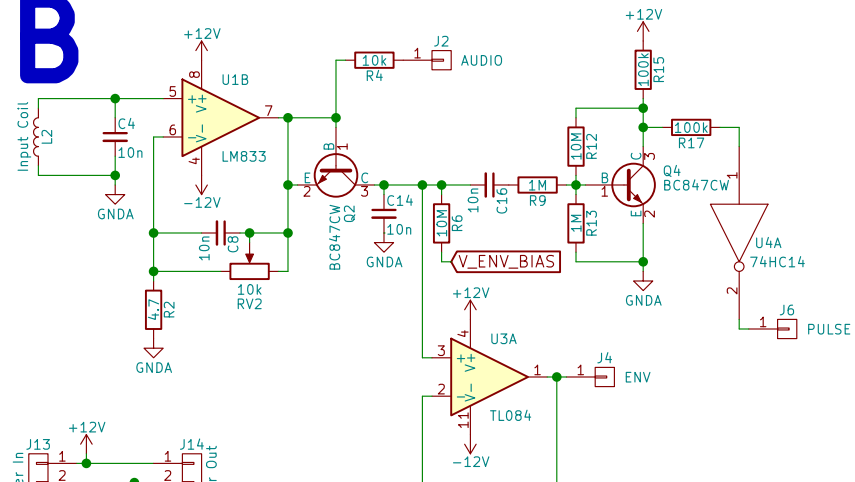 B
+12V
8
U1B
5
+
V+
6
-
V-
7
4
LM833
-12V
Input Coil
L2
C4
10n
GNDA
10n
C8
10k
RV2
4.7
R2
GNDA
10k
R4
1
J2
AUDIO
B
1
E
2
C
3
BC847CW
Q2
C14
10n
GNDA
10M
R6
V_ENV_BIAS
10n
C16
1M
R9
+12V
100k
R15
10M
R12
1M
R13
100k
R17
B
1
C
3
E
2
Q4
BC847CW
GNDA
1
U4A
74HC14
2
1
J6
PULSE
+12V
4
U3A
3
+
V+
2
-
V-
1
11
TL084
-12V
1
J4
ENV
J13
+12V
1
2
er In
J14
1
2
r Out